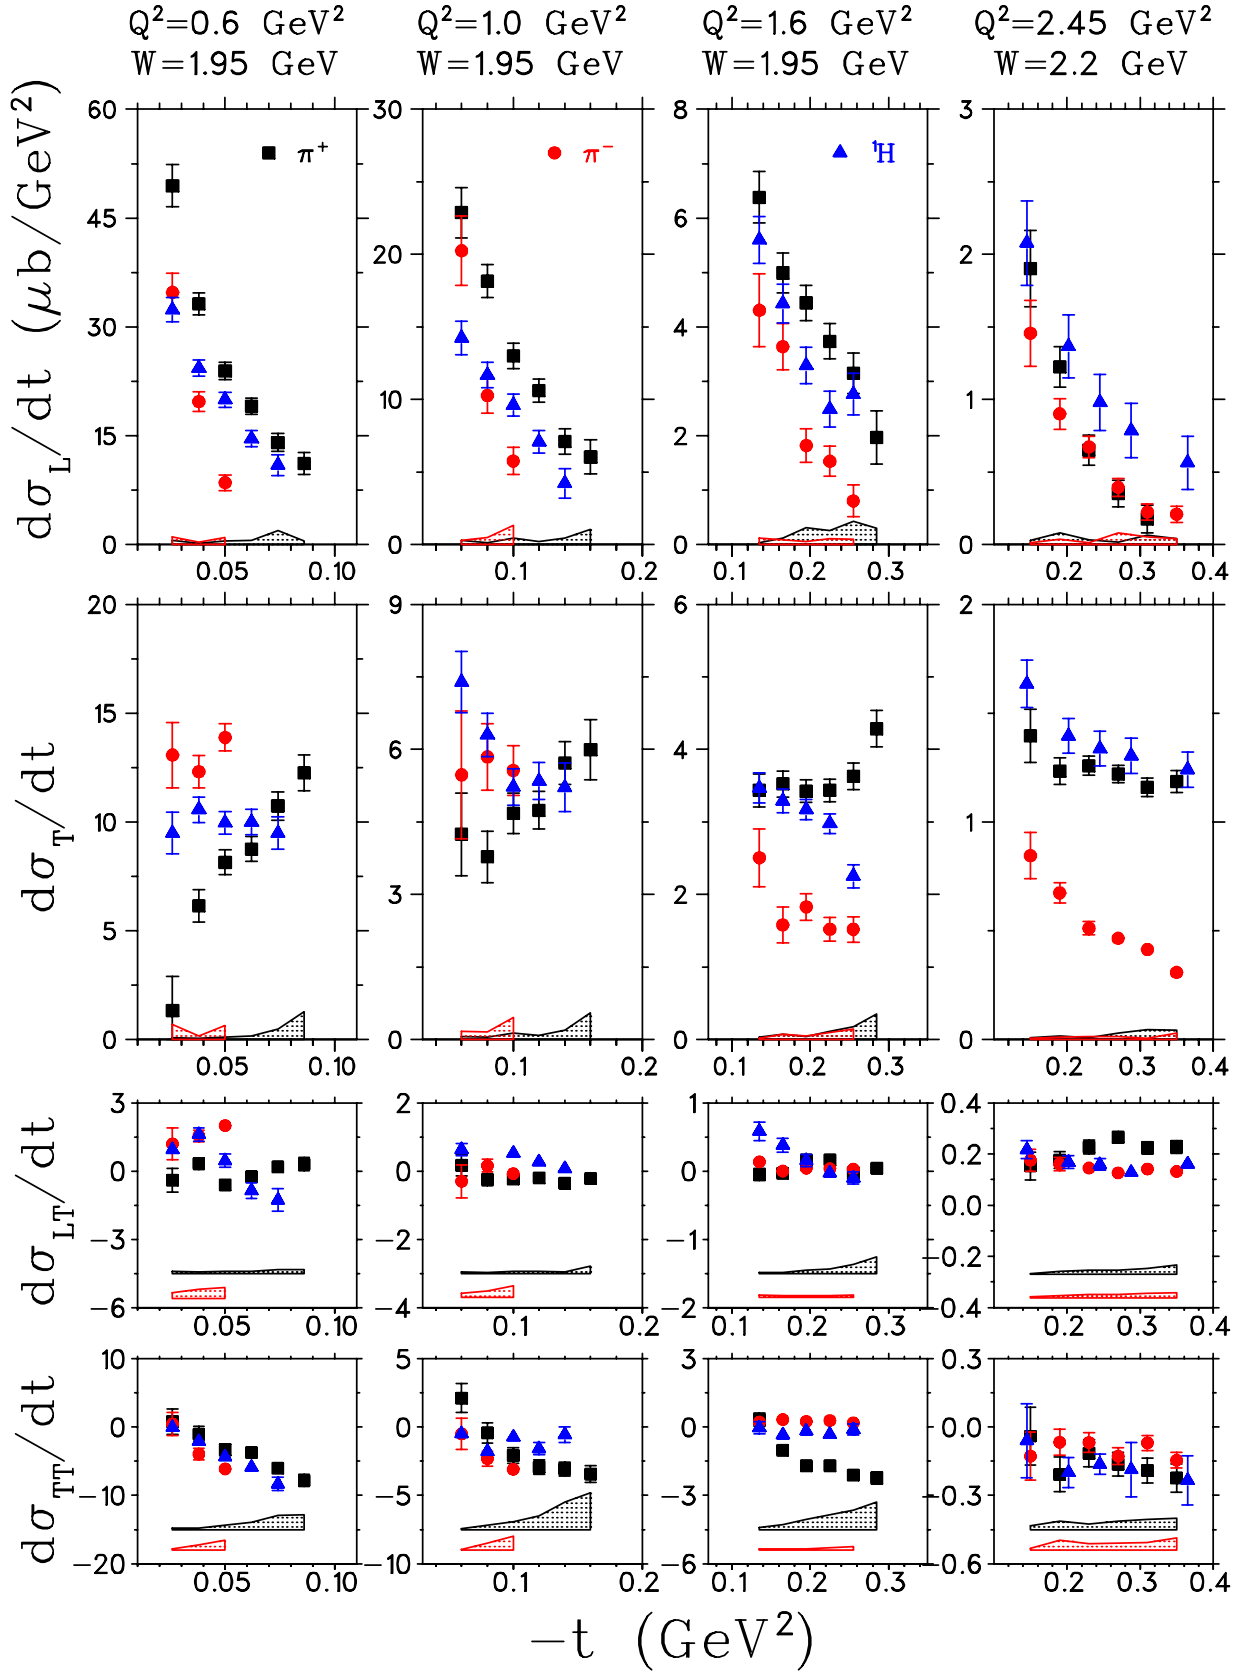 Q²=0.6 GeV² Q²=1.0 GeV² Q²=1.6 GeV² Q²=2.45 GeV²
W=1.95 GeV W=1.95 GeV W=1.95 GeV W=2.2 GeV
dσ_L/dt (μb/GeV²)
60 30 8 3
π⁺ π⁻ ¹H
45 6
20 2
30 4
10 1
15 2
0 0 0 0
0.05 0.10 0.1 0.2 0.1 0.2 0.3 0.2 0.3 0.4
dσ_T/dt
20 9 6 2
15
6 4
10 1
3 2
5
0 0 0 0
0.05 0.10 0.1 0.2 0.1 0.2 0.3 0.2 0.3 0.4
dσ_LT/dt
3 2 1 0.4
0.2
0 0 0
0.0
−3 −2 −1
−0.2
−6 −4 −2 −0.4
0.05 0.10 0.1 0.2 0.1 0.2 0.3 0.2 0.3 0.4
dσ_TT/dt
10 5 3 0.3
0 0 0 0.0
−10 −5 −3 −0.3
−20 −10 −6 −0.6
0.05 0.10 0.1 0.2 0.1 0.2 0.3 0.2 0.3 0.4
−t (GeV²)